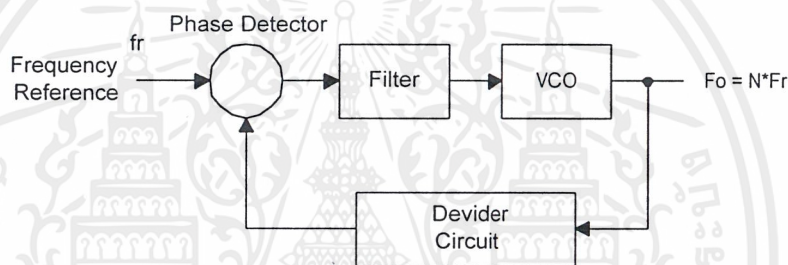 Phase Detector
fr
Frequency
Reference
Filter
VCO
Fo = N*Fr
Devider
Circuit